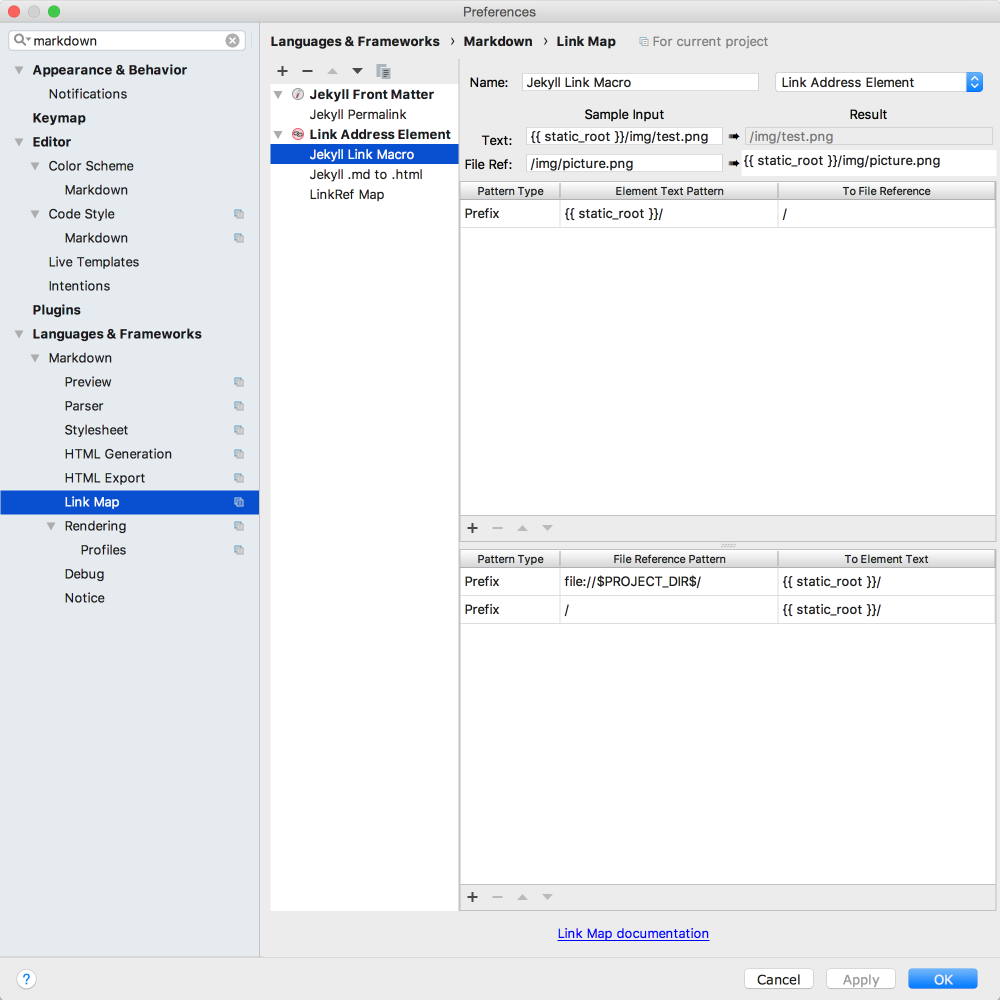 Preferences
markdown
Appearance & Behavior
Notifications
Keymap
Editor
Color Scheme
Markdown
Code Style
Markdown
Live Templates
Intentions
Plugins
Languages & Frameworks
Markdown
Preview
Parser
Stylesheet
HTML Generation
HTML Export
Link Map
Rendering
Profiles
Debug
Notice
Languages & Frameworks › Markdown › Link Map For current project
Jekyll Front Matter
Jekyll Permalink
Link Address Element
Jekyll Link Macro
Jekyll .md to .html
LinkRef Map
Name: Jekyll Link Macro Link Address Element
Sample Input Result
Text: {{ static_root }}/img/test.png /img/test.png
File Ref: /img/picture.png {{ static_root }}/img/picture.png
Pattern Type Element Text Pattern To File Reference
Prefix {{ static_root }}/ /
Pattern Type File Reference Pattern To Element Text
Prefix file://$PROJECT_DIR$/ {{ static_root }}/
Prefix / {{ static_root }}/
Link Map documentation
? Cancel Apply OK